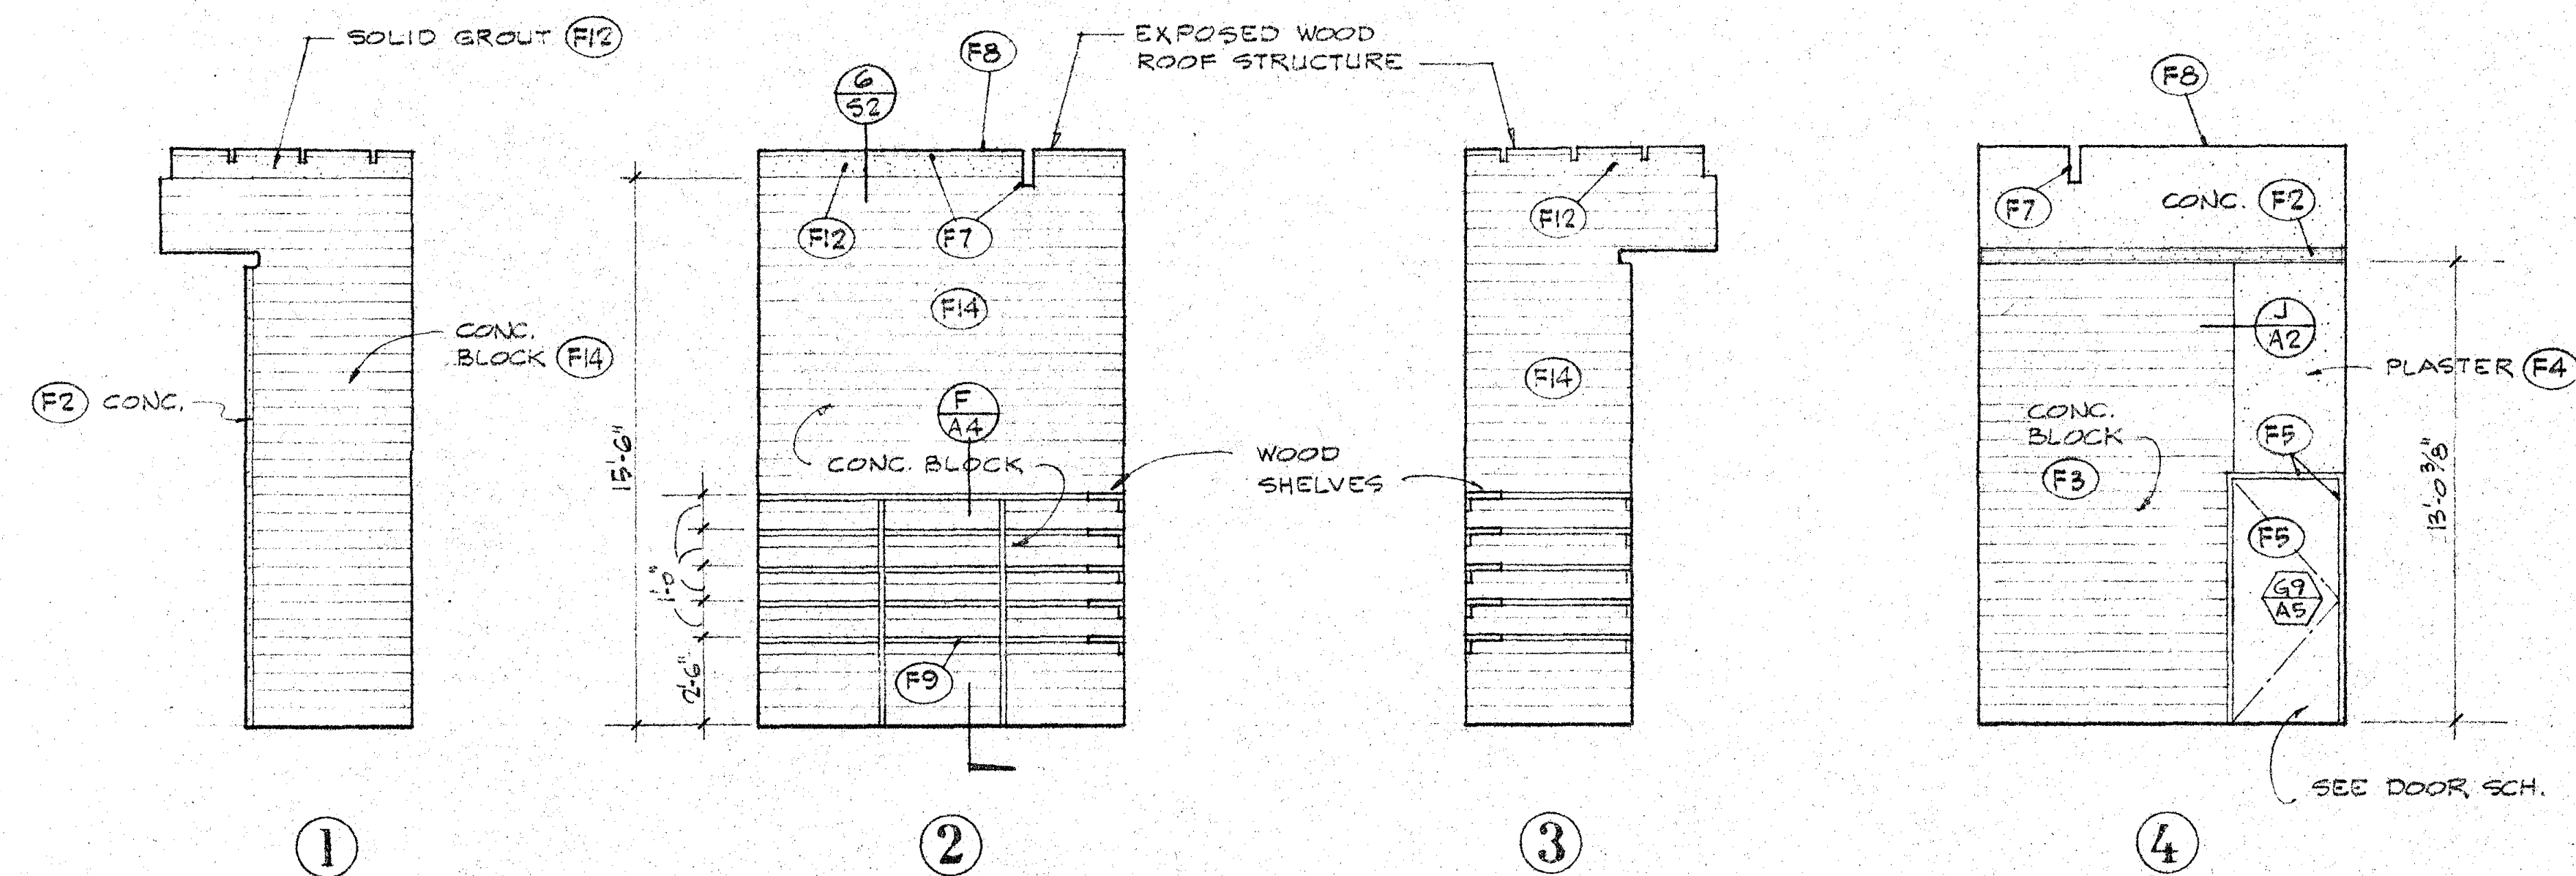 SOLID GROUT F12
F8
EXPOSED WOOD
ROOF STRUCTURE
6
S2
F8
F12
F7
F12
F7
CONC. F2
F14
J
A2
CONC.
BLOCK F14
F14
PLASTER F4
F2 CONC.
F
A4
CONC.
BLOCK
F3
F5
15'-6"
CONC. BLOCK
WOOD
SHELVES
13'-0 3/8"
F5
1'-0"
G9
A5
2'-6"
F9
SEE DOOR SCH.
1
2
3
4